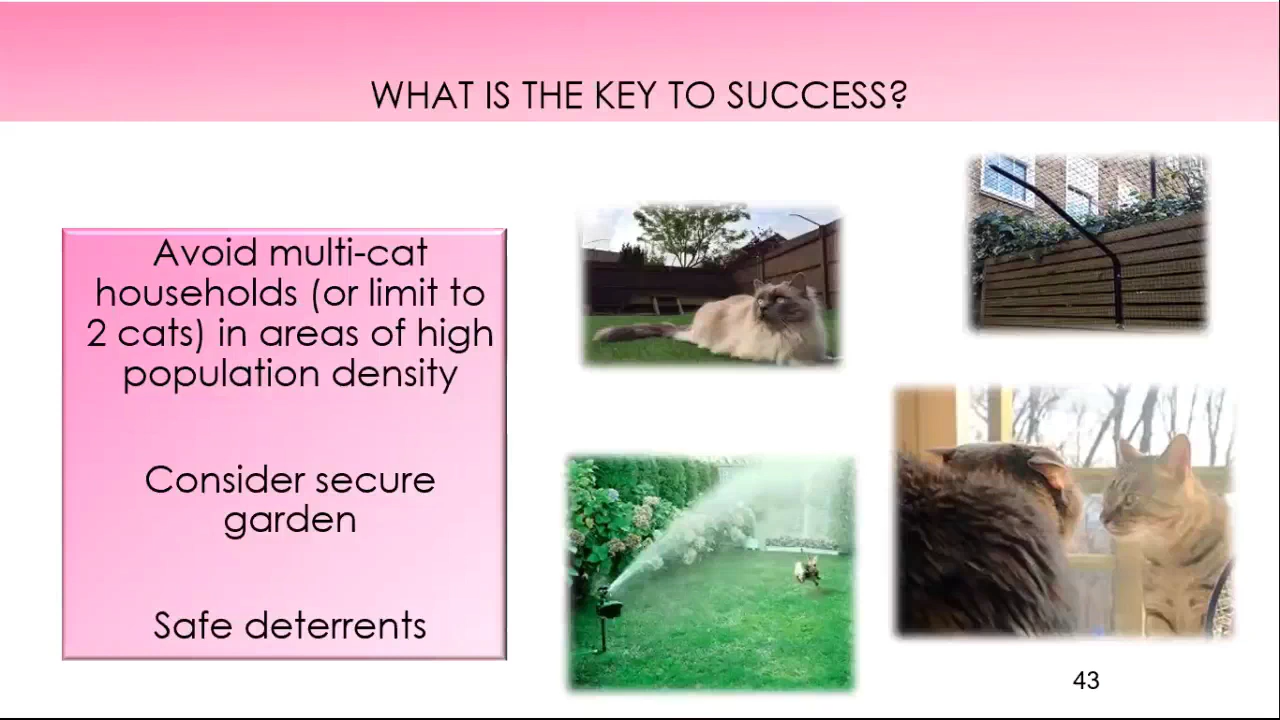 WHAT IS THE KEY TO SUCCESS?
Avoid multi-cat
households (or limit to
2 cats) in areas of high
population density
Consider secure
garden
Safe deterrents
43